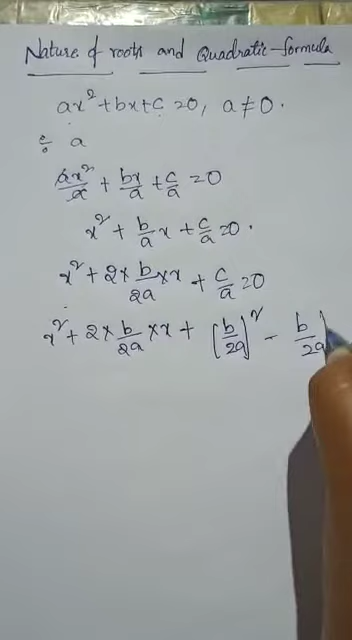 Nature of roots and Quadratic-formula
ax² + bx + c = 0, a ≠ 0.
÷ a
ax²/a + bx/a + c/a = 0
x² + b/a x + c/a = 0.
x² + 2 × b/2a × x + c/a = 0
x² + 2 × b/2a × x + [b/2a]² - b/2a)